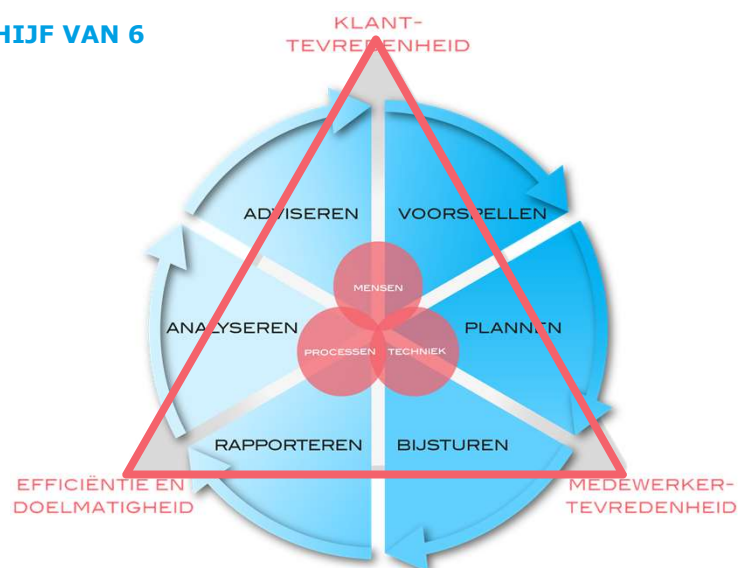 HIJF VAN 6
KLANT-
TEVREDENHEID
ADVISEREN
VOORSPELLEN
MENSEN
ANALYSEREN
PLANNEN
PROCESSEN
TECHNIEK
RAPPORTEREN
BIJSTUREN
EFFICIËNTIE EN
DOELMATIGHEID
MEDEWERKER-
TEVREDENHEID